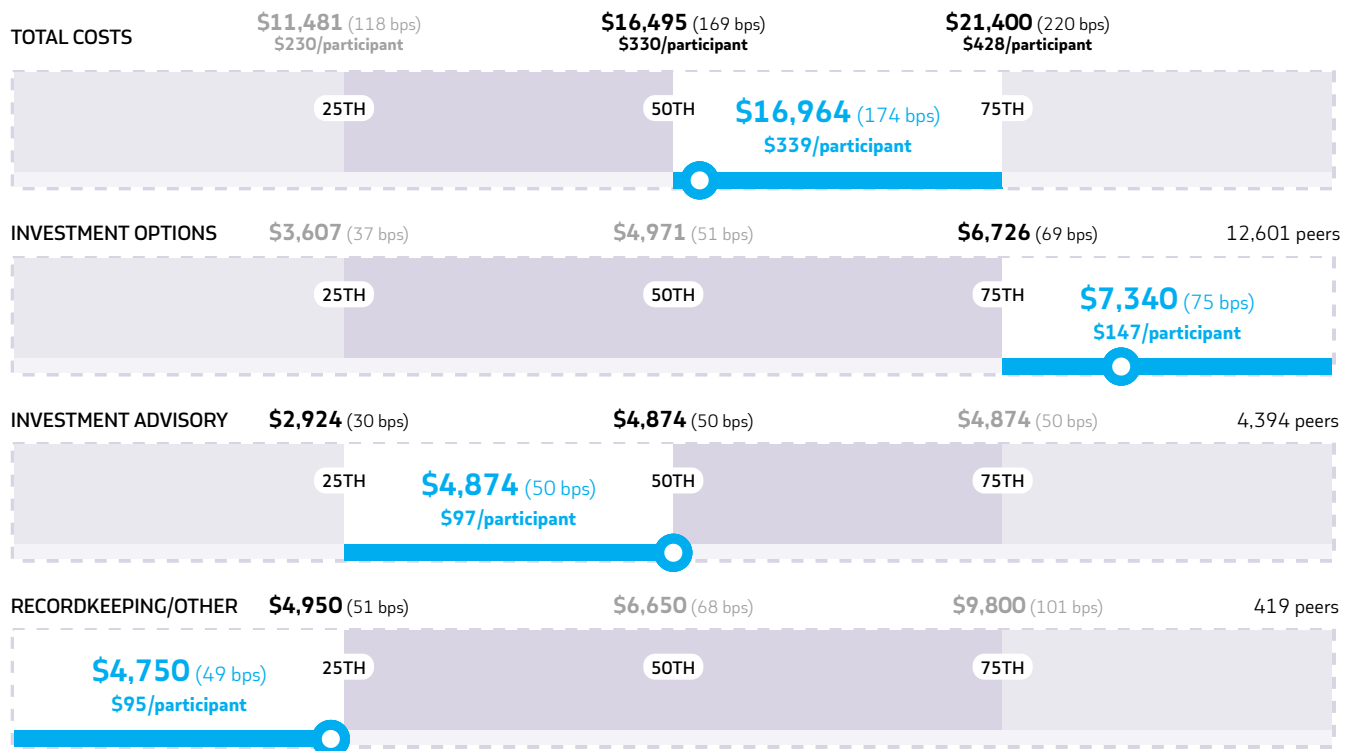 TOTAL COSTS
$11,481 (118 bps)
$230/participant
$16,495 (169 bps)
$330/participant
$21,400 (220 bps)
$428/participant
25TH
50TH
$16,964 (174 bps)
$339/participant
75TH
INVESTMENT OPTIONS $3,607 (37 bps) $4,971 (51 bps) $6,726 (69 bps) 12,601 peers
25TH
50TH
75TH
$7,340 (75 bps)
$147/participant
INVESTMENT ADVISORY $2,924 (30 bps) $4,874 (50 bps) $4,874 (50 bps) 4,394 peers
25TH
$4,874 (50 bps)
$97/participant
50TH
75TH
RECORDKEEPING/OTHER $4,950 (51 bps) $6,650 (68 bps) $9,800 (101 bps) 419 peers
$4,750 (49 bps)
$95/participant
25TH
50TH
75TH